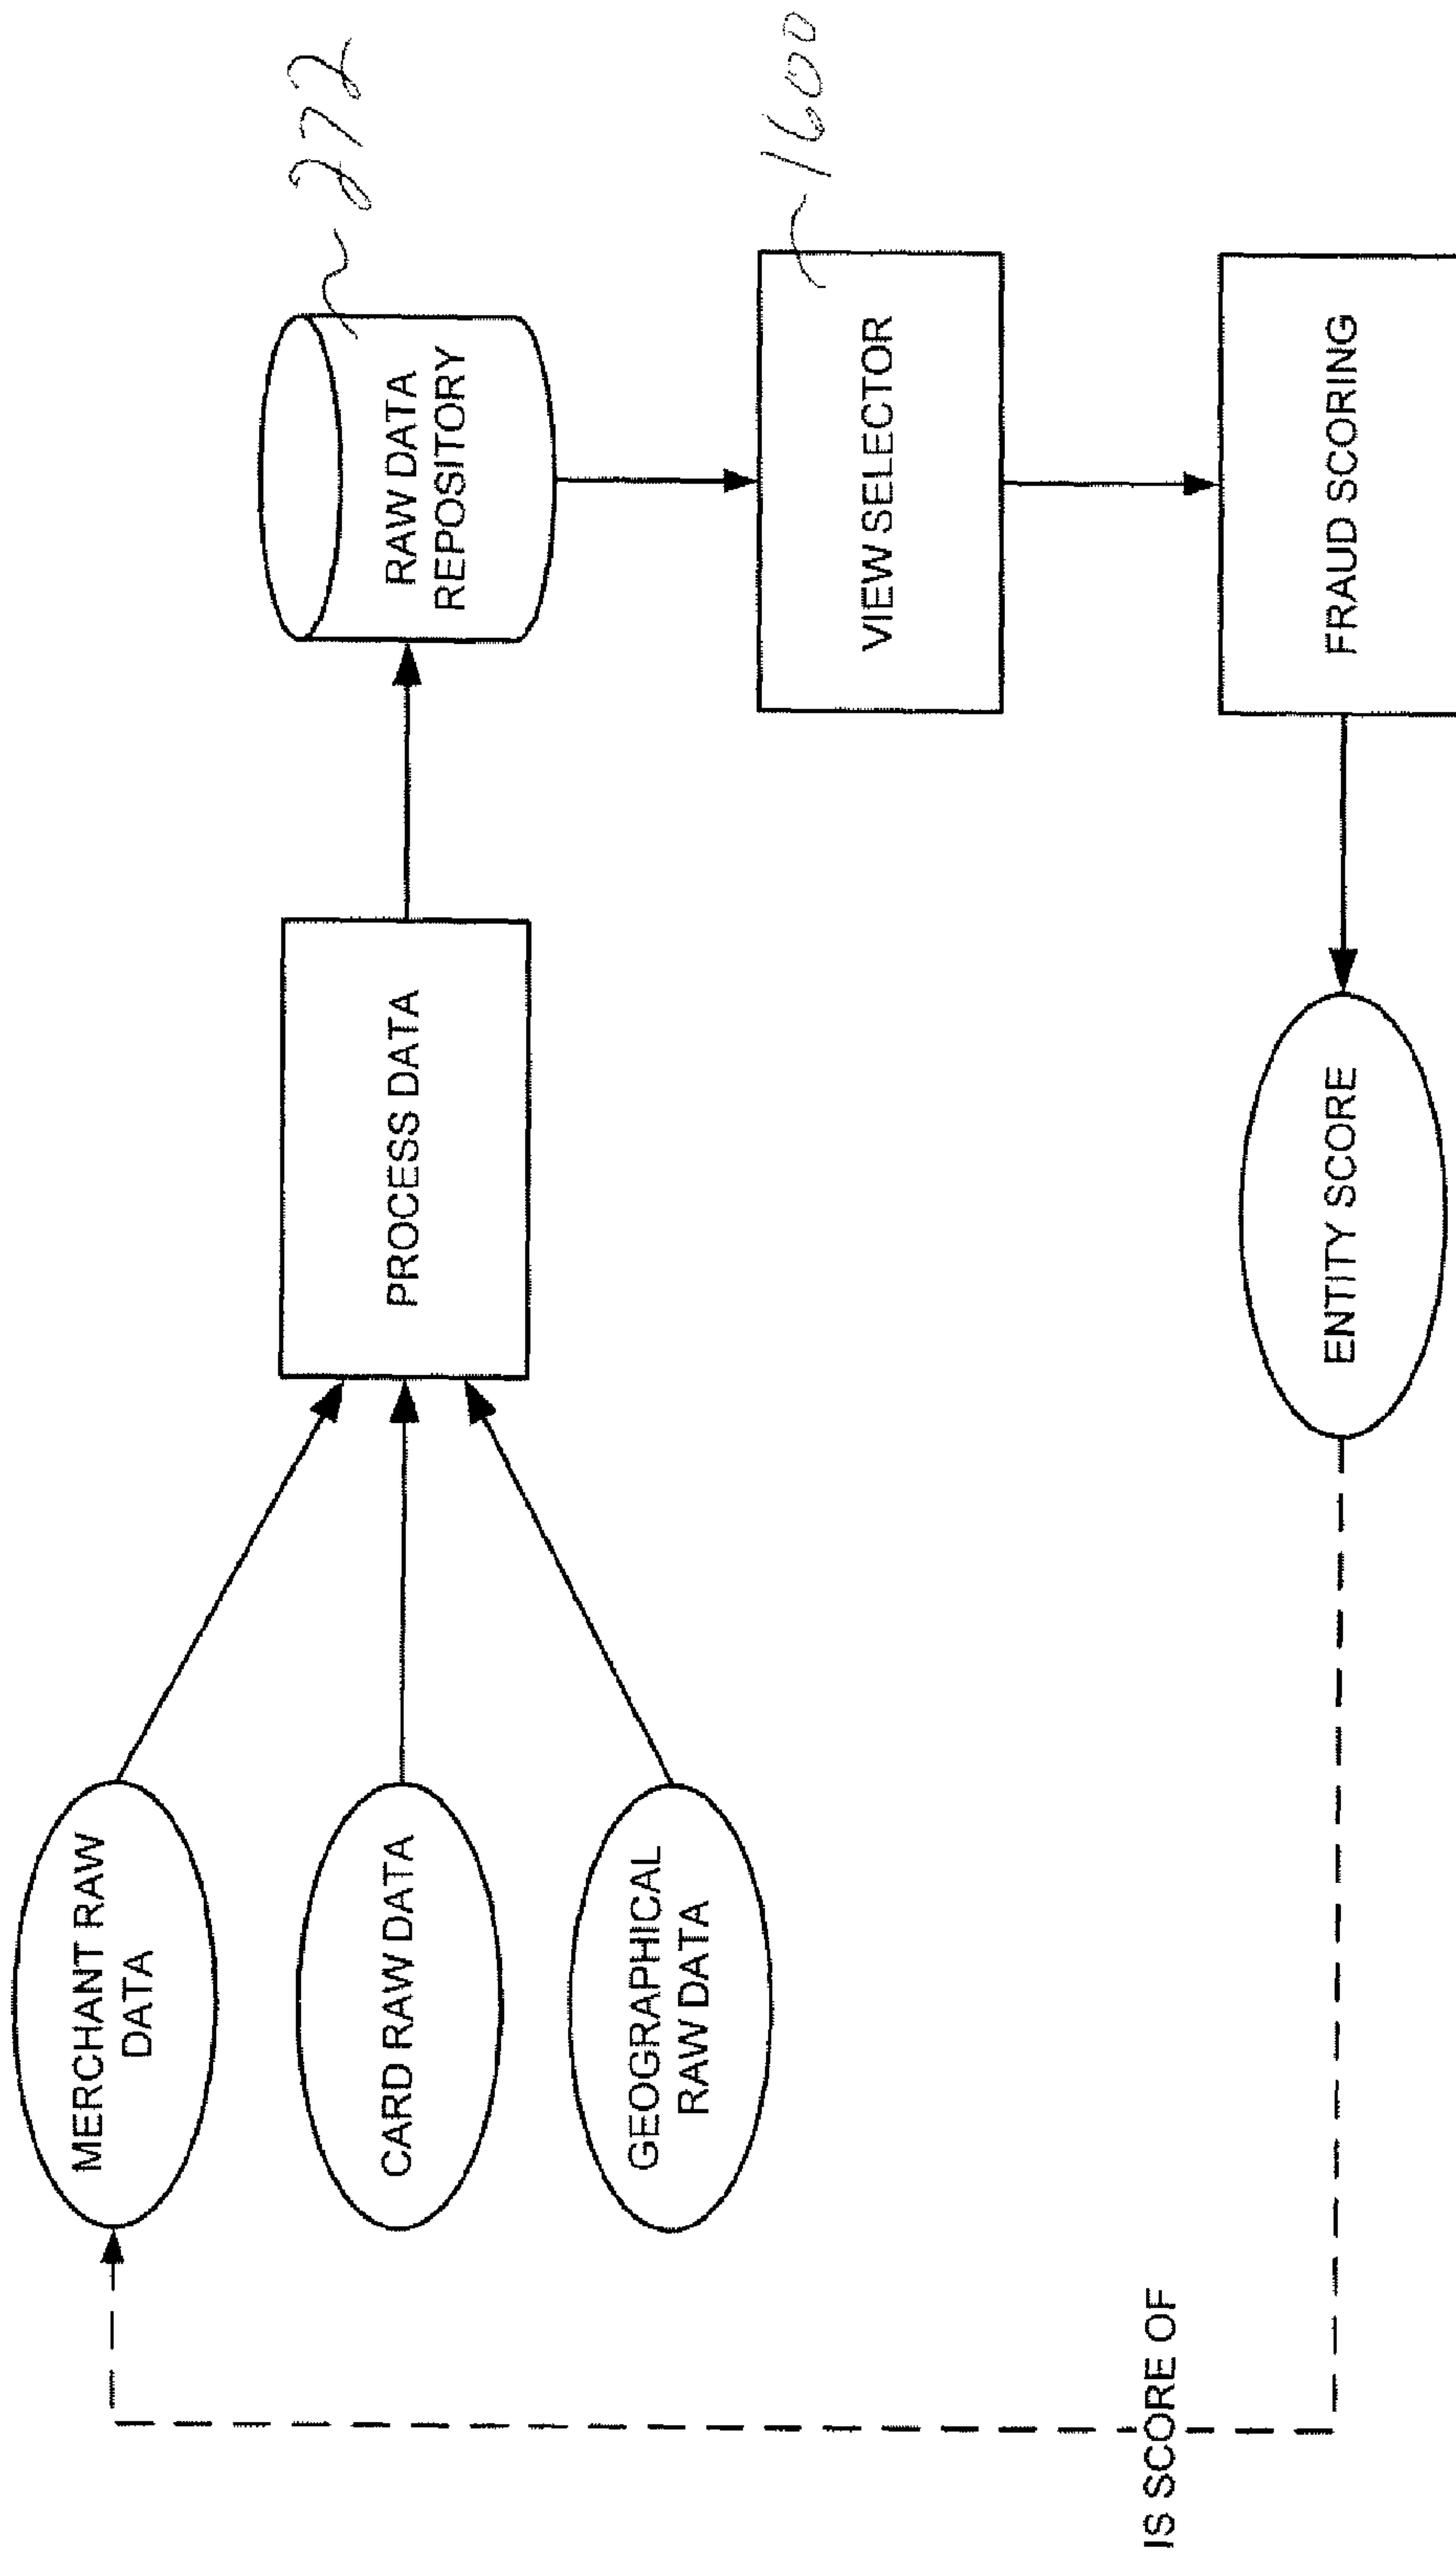 MERCHANT RAW
DATA
CARD RAW DATA
GEOGRAPHICAL
RAW DATA
PROCESS DATA
RAW DATA
REPOSITORY
272
VIEW SELECTOR
1600
FRAUD SCORING
ENTITY SCORE
IS SCORE OF